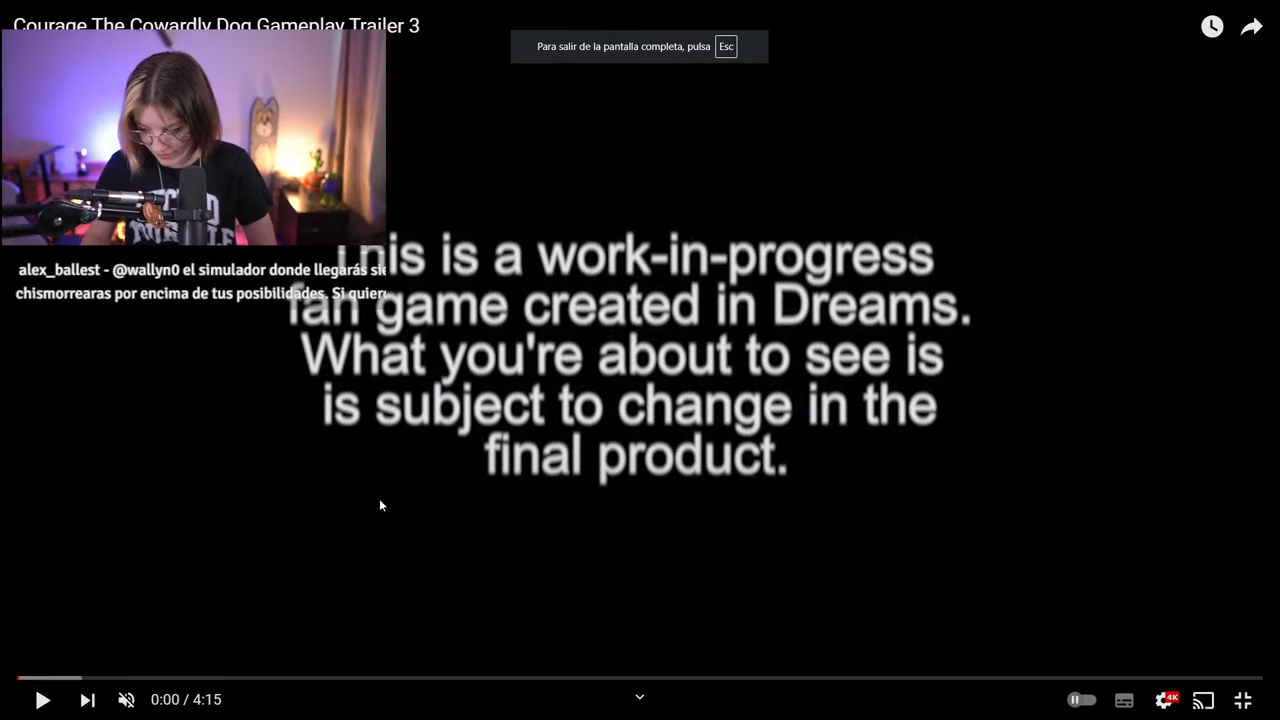 Courage The Cowardly Dog Gameplay Trailer 3
Para salir de la pantalla completa, pulsa Esc
alex_ballest - @wallyn0 el simulador donde llegarás
chismorrearas por encima de tus posibilidades. Si
This is a work-in-progress
fan game created in Dreams.
What you're about to see is
is subject to change in the
final product.
0:00 / 4:15
4K